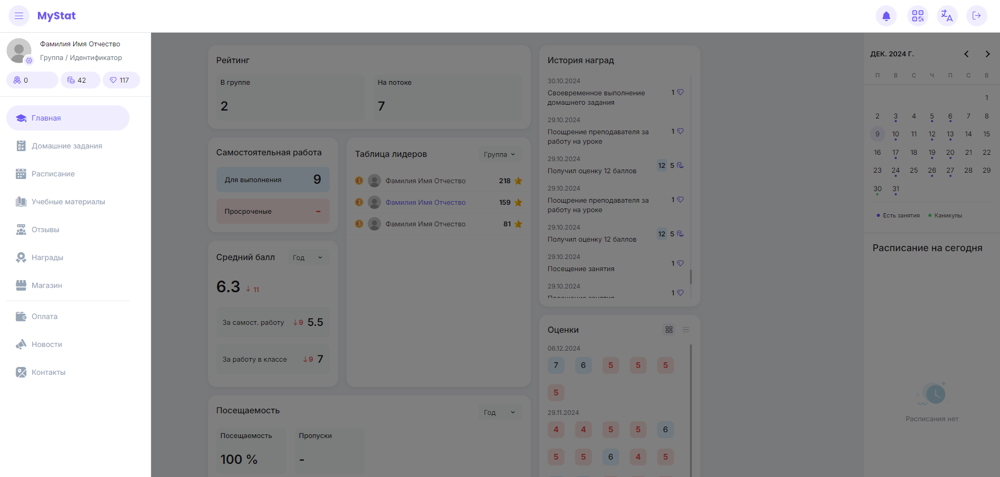 MyStat
Фамилия Имя Отчество
Группа / Идентификатор
0 42 117
Главная
Домашние задания
Расписание
Учебные материалы
Отзывы
Награды
Магазин
Оплата
Новости
Контакты
Рейтинг
В группе
2
На потоке
7
Самостоятельная работа
Для выполнения 9
Просроченые -
Таблица лидеров Группа
1 Фамилия Имя Отчество 218
2 Фамилия Имя Отчество 159
3 Фамилия Имя Отчество 81
Средний балл Год
6.3 ↓ 11
За самост. работу ↓9 5.5
За работу в классе ↓9 7
Посещаемость Год
Посещаемость
100 %
Пропуски
-
История наград
30.10.2024
Своевременное выполнение
домашнего задания
1
29.10.2024
Поощрение преподавателя за
работу на уроке
1
29.10.2024
Получил оценку 12 баллов
12 5
29.10.2024
Поощрение преподавателя за
работу на уроке
1
29.10.2024
Получил оценку 12 баллов
12 5
29.10.2024
Посещение занятия
1
29.10.2024
Посещение занятия
1
Оценки
06.12.2024
7 6 5 5 5
5
29.11.2024
4 4 5 5 6
5 5 6 4 5
ДЕК. 2024 Г.
П В С Ч П С В
1
2 3 4 5 6 7 8
9 10 11 12 13 14 15
16 17 18 19 20 21 22
23 24 25 26 27 28 29
30 31
Есть занятия Каникулы
Расписание на сегодня
Расписания нет